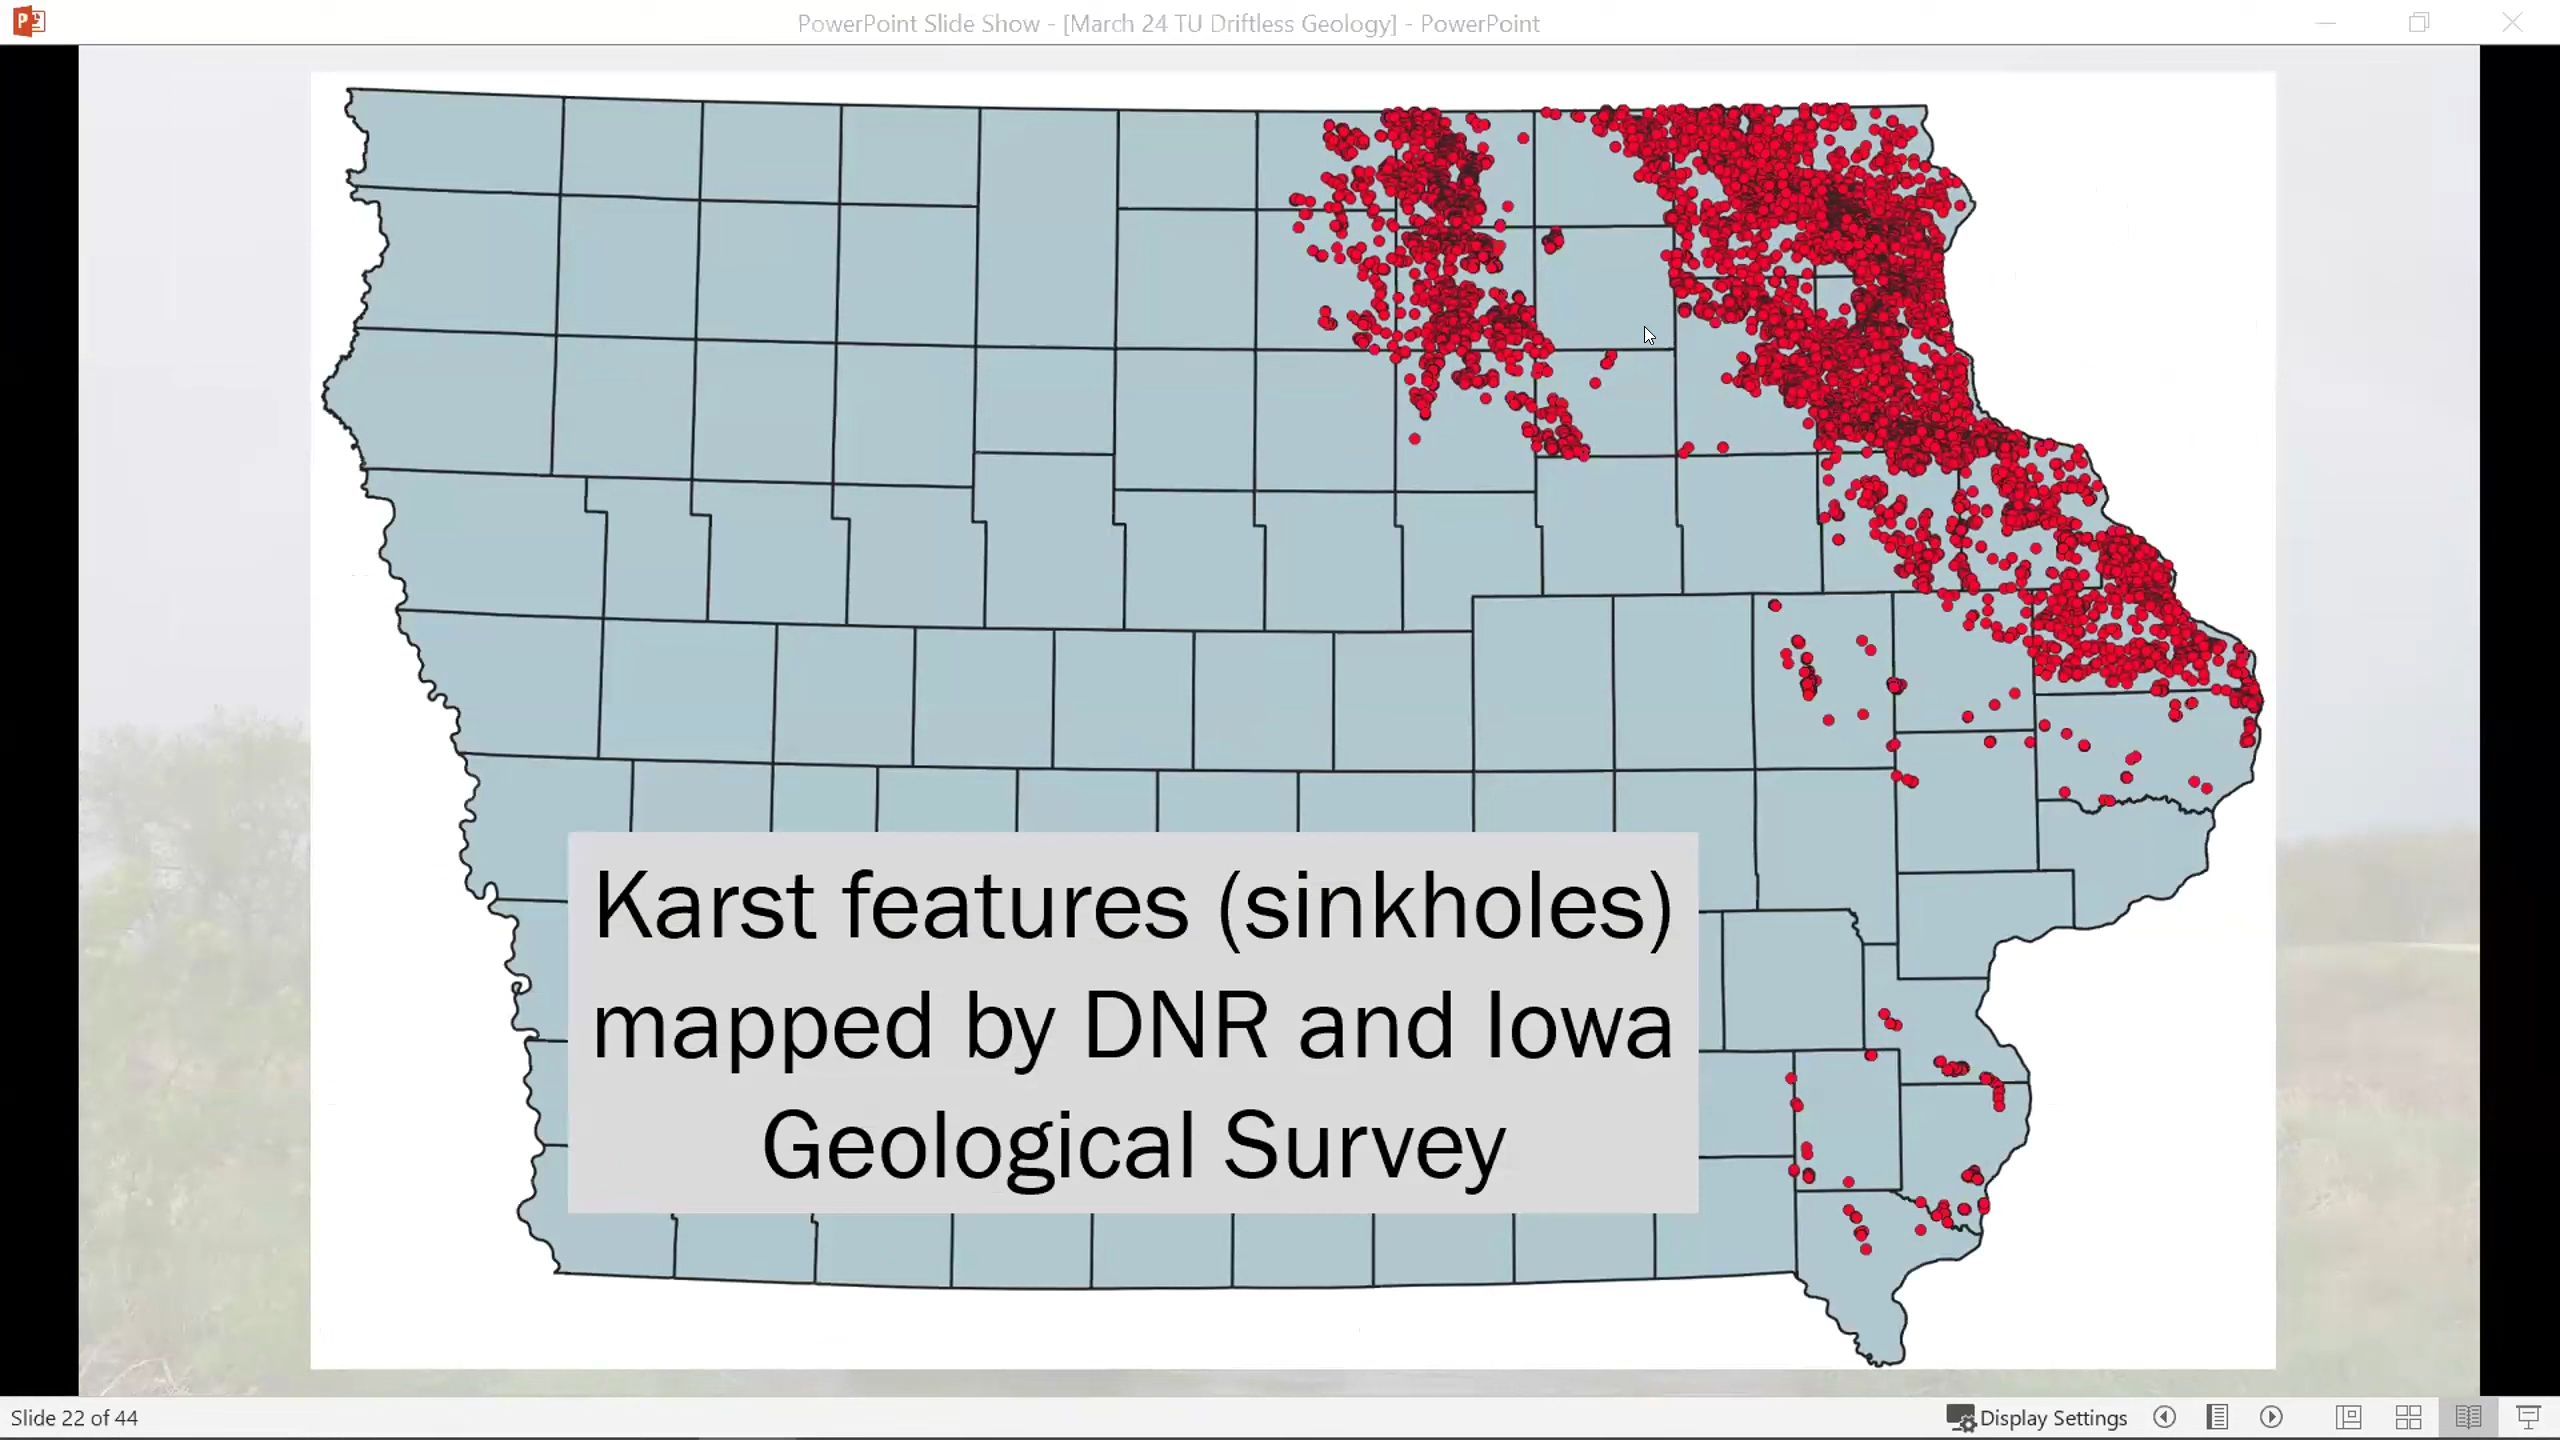 PowerPoint Slide Show - [March 24 TU Driftless Geology] - PowerPoint
Karst features (sinkholes)
mapped by DNR and Iowa
Geological Survey
Slide 22 of 44
Display Settings